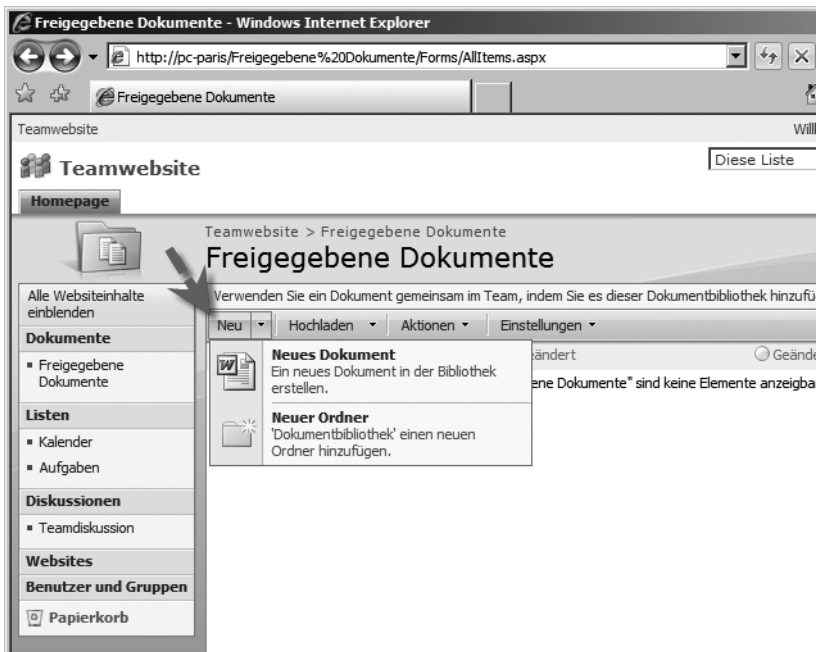 Freigegebene Dokumente - Windows Internet Explorer
http://pc-paris/Freigegebene%20Dokumente/Forms/AllItems.aspx
Freigegebene Dokumente
Teamwebsite
Teamwebsite
Diese Liste
Homepage
Teamwebsite > Freigegebene Dokumente
Freigegebene Dokumente
Alle Websiteinhalte
einblenden
Dokumente
Freigegebene
Dokumente
Listen
Kalender
Aufgaben
Diskussionen
Teamdiskussion
Websites
Benutzer und Gruppen
Papierkorb
Verwenden Sie ein Dokument gemeinsam im Team, indem Sie es dieser Dokumentbibliothek hinzufü
Neu Hochladen Aktionen Einstellungen
Neues Dokument
Ein neues Dokument in der Bibliothek
erstellen.
Neuer Ordner
'Dokumentbibliothek' einen neuen
Ordner hinzufügen.
eändert Geände
ene Dokumente" sind keine Elemente anzeigba